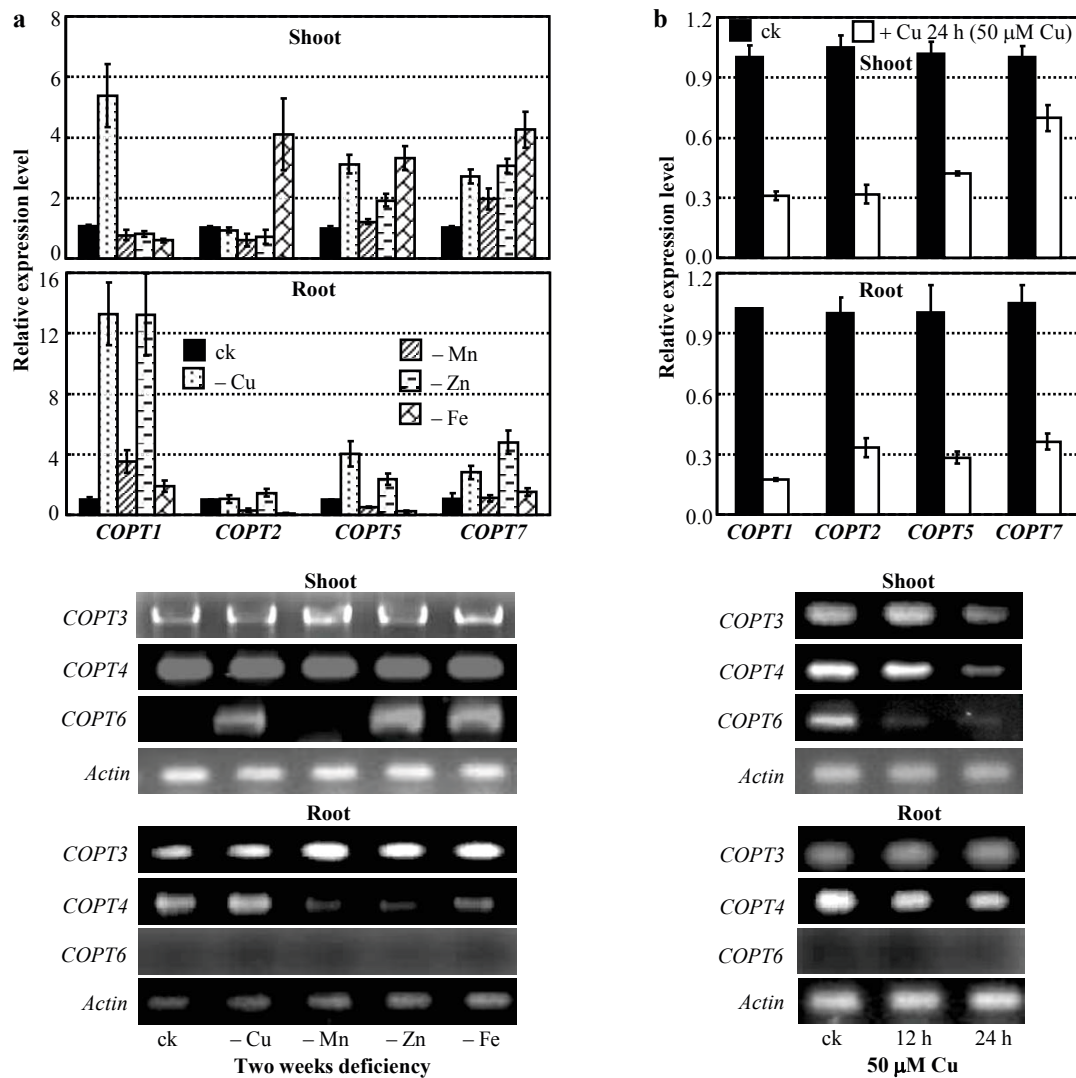 a
Shoot
Relative expression level
8
6
4
2
0
Root
16
12
8
4
0
ck
– Cu
– Mn
– Zn
– Fe
COPT1 COPT2 COPT5 COPT7
b
ck + Cu 24 h (50 μM Cu)
Shoot
Relative expression level
1.2
0.9
0.6
0.3
0.0
Root
1.2
0.9
0.6
0.3
0.0
COPT1 COPT2 COPT5 COPT7
Shoot
COPT3
COPT4
COPT6
Actin
Root
COPT3
COPT4
COPT6
Actin
ck – Cu – Mn – Zn – Fe
Two weeks deficiency
Shoot
COPT3
COPT4
COPT6
Actin
Root
COPT3
COPT4
COPT6
Actin
ck 12 h 24 h
50 μM Cu